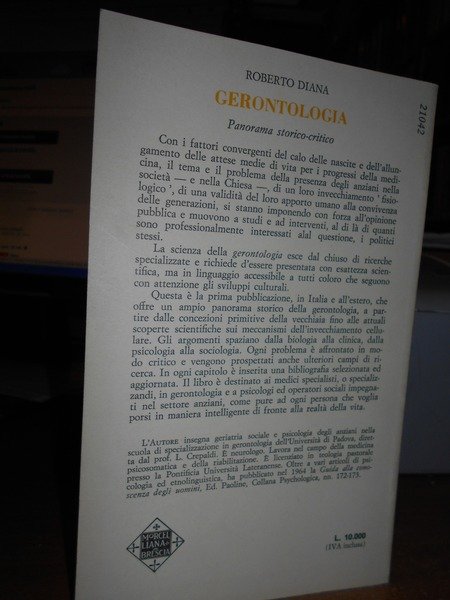 21042
ROBERTO DIANA
GERONTOLOGIA
Panorama storico-critico
Con i fattori convergenti del calo delle nascite e dell'allun-
gamento delle attese medie di vita per i progressi della medi-
cina, il tema e il problema della presenza degli anziani nella
società — e nella Chiesa —, di un loro invecchiamento ' fisio-
logico ', di una validità del loro apporto umano alla convivenza
delle generazioni, si stanno imponendo con forza all'opinione
pubblica e muovono a studi e ad interventi, al di là di quanti
sono professionalmente interessati alal questione, i politici
stessi.
La scienza della gerontologia esce dal chiuso di ricerche
specializzate e richiede d'essere presentata con esattezza scien-
tifica, ma in linguaggio accessibile a tutti coloro che seguono
con attenzione gli sviluppi culturali.
Questa è la prima pubblicazione, in Italia e all'estero, che
offre un ampio panorama storico della gerontologia, a par-
tire dalle concezioni primitive della vecchiaia fino alle attuali
scoperte scientifiche sui meccanismi dell'invecchiamento cellu-
lare. Gli argomenti spaziano dalla biologia alla clinica, dalla
psicologia alla sociologia. Ogni problema è affrontato in mo-
do critico e vengono prospettati anche ulteriori campi di ri-
cerca. In ogni capitolo è inserita una bibliografia selezionata ed
aggiornata. Il libro è destinato ai medici specialisti, o specializ-
zandi, in gerontologia e a psicologi ed operatori sociali impegna-
ti nel settore anziani, come pure ad ogni persona che voglia
porsi in maniera intelligente di fronte alla realtà della vita.
L'AUTORE insegna geriatria sociale e psicologia degli anziani nella
scuola di specializzazione in gerontologia dell'Università di Padova, diret-
ta dal prof. L. Crepaldi. È neurologo. Lavora nel campo della medicina
psicosomatica e della riabilitazione. È licenziato in teologia pastorale
presso la Pontificia Università Lateranense. Oltre a vari articoli di psi-
cologia ed etnolinguistica, ha pubblicato nel 1964 la Guida alla cono-
scenza degli uomini, Ed. Paoline, Collana Psychologica, nn. 172/173.
MORCEL
LIANA
BRESCIA
L. 10.000
(IVA inclusa)